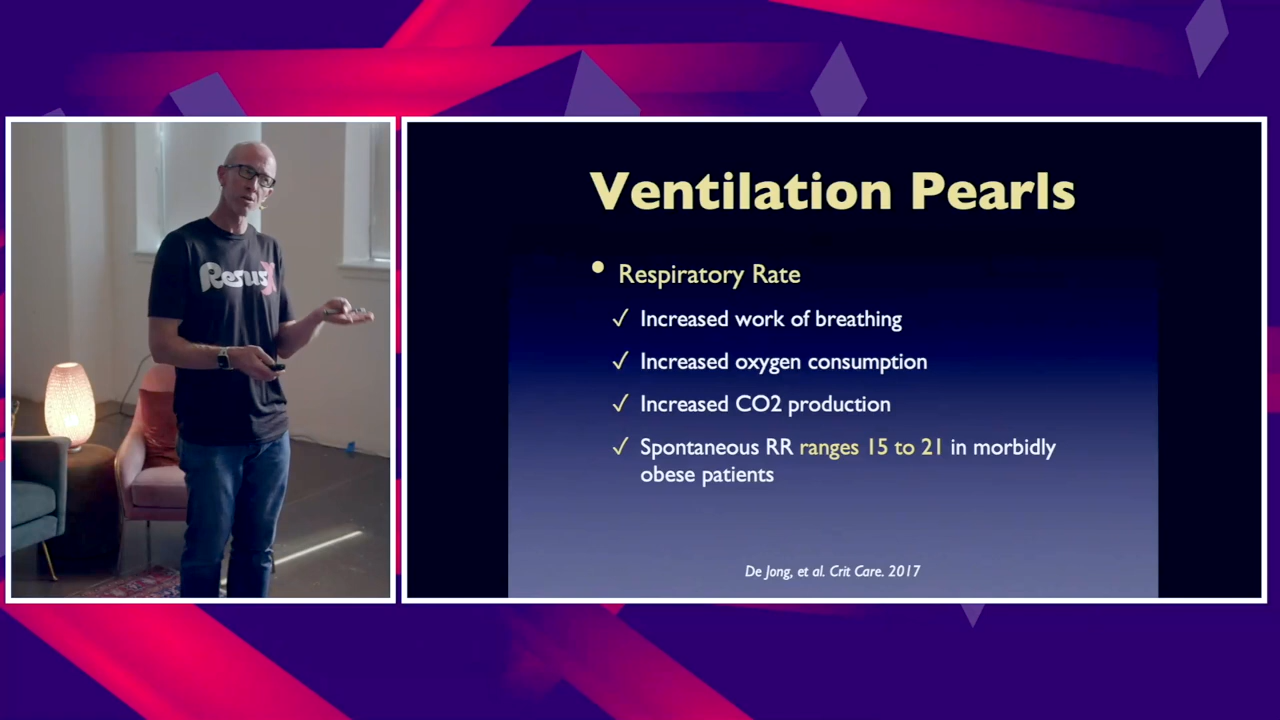 ResusX
Ventilation Pearls
• Respiratory Rate
✓ Increased work of breathing
✓ Increased oxygen consumption
✓ Increased CO2 production
✓ Spontaneous RR ranges 15 to 21 in morbidly
obese patients
De Jong, et al. Crit Care. 2017